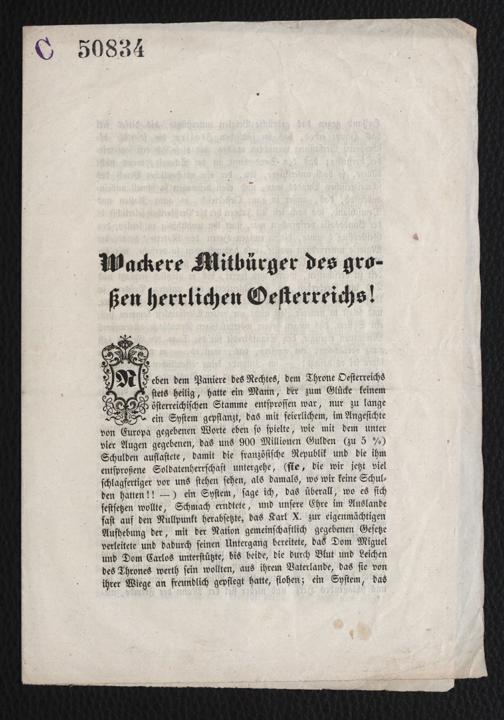 C 50834
Wackere Mitbürger des gro-
ßen herrlichen Oesterreichs!
Neben dem Paniere des Rechtes, dem Throne Oesterreichs
stets heilig, hatte ein Mann, der zum Glücke keinem
österreichischen Stamme entsprossen war, nur zu lange
ein System gepflanzt, das mit feierlichem, im Angesichte
von Europa gegebenen Worte eben so spielte, wie mit dem unter
vier Augen gegebenen, das uns 900 Millionen Gulden (zu 5 %)
Schulden auflastete, damit die französische Republik und die ihm
entsproßene Soldatenherrschaft untergehe, (sie, die wir jetzt viel
schlagfertiger vor uns stehen sehen, als damals, wo wir keine Schul-
den hatten!! —) ein System, sage ich, das überall, wo es sich
festsetzen wollte, Schmach erndtete, und unsere Ehre im Auslande
fast auf den Nullpunkt herabsetzte, das Karl X. zur eigenmächtigen
Aufhebung der, mit der Nation gemeinschaftlich gegebenen Gesetze
verleitete und dadurch seinen Untergang bereitete, das Dom Miguel
und Dom Carlos unterstützte, bis beide, die durch Blut und Leichen
des Thrones werth sein wollten, aus ihrem Vaterlande, das sie von
ihrer Wiege an freundlich gepflegt hatte, flohen; ein System, das